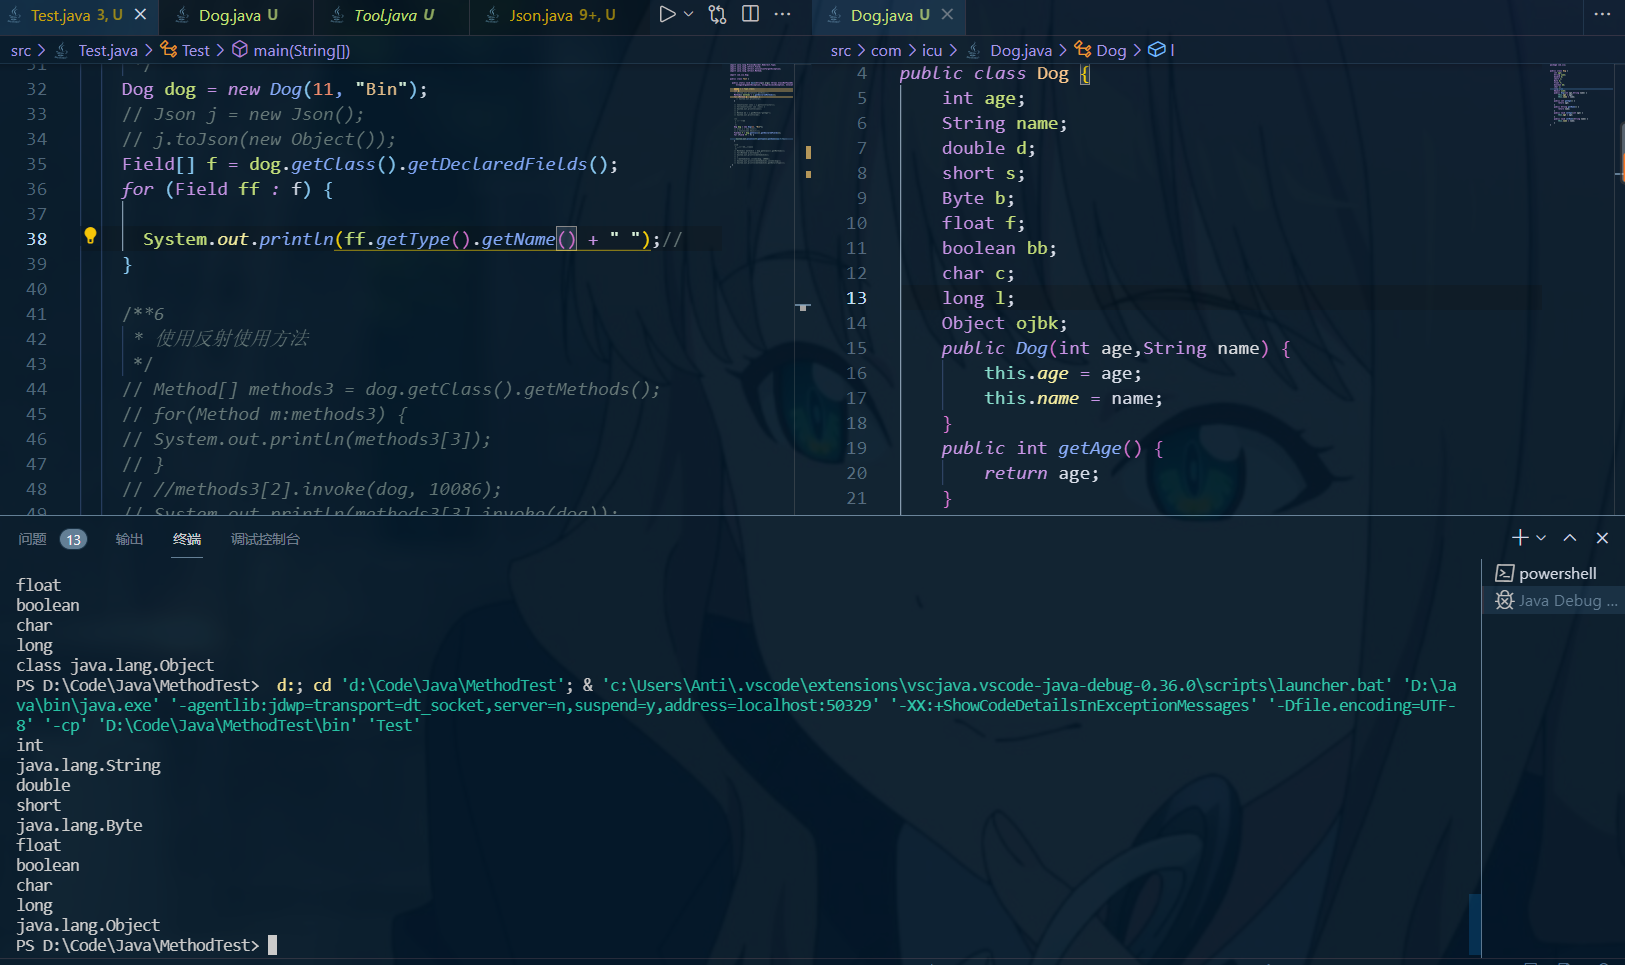 Test.java 3, U
Dog.java U
Tool.java U
Json.java 9+, U
Dog.java U
src > Test.java > Test > main(String[])
src > com > icu > Dog.java > Dog > l
31 */
32 Dog dog = new Dog(11, "Bin");
33 // Json j = new Json();
34 // j.toJson(new Object());
35 Field[] f = dog.getClass().getDeclaredFields();
36 for (Field ff : f) {
37
38 System.out.println(ff.getType().getName() + " ");//
39 }
40
41 /**6
42 * 使用反射使用方法
43 */
44 // Method[] methods3 = dog.getClass().getMethods();
45 // for(Method m:methods3) {
46 // System.out.println(methods3[3]);
47 // }
48 // //methods3[2].invoke(dog, 10086);
49 // System.out.println(methods3[3].invoke(dog));
4 public class Dog {
5 int age;
6 String name;
7 double d;
8 short s;
9 Byte b;
10 float f;
11 boolean bb;
12 char c;
13 long l;
14 Object ojbk;
15 public Dog(int age,String name) {
16 this.age = age;
17 this.name = name;
18 }
19 public int getAge() {
20 return age;
21 }
问题 13 输出 终端 调试控制台
powershell
Java Debug ...
float
boolean
char
long
class java.lang.Object
PS D:\Code\Java\MethodTest>  d:; cd 'd:\Code\Java\MethodTest'; & 'c:\Users\Anti\.vscode\extensions\vscjava.vscode-java-debug-0.36.0\scripts\launcher.bat' 'D:\Ja
va\bin\java.exe' '-agentlib:jdwp=transport=dt_socket,server=n,suspend=y,address=localhost:50329' '-XX:+ShowCodeDetailsInExceptionMessages' '-Dfile.encoding=UTF-
8' '-cp' 'D:\Code\Java\MethodTest\bin' 'Test'
int
java.lang.String
double
short
java.lang.Byte
float
boolean
char
long
java.lang.Object
PS D:\Code\Java\MethodTest>